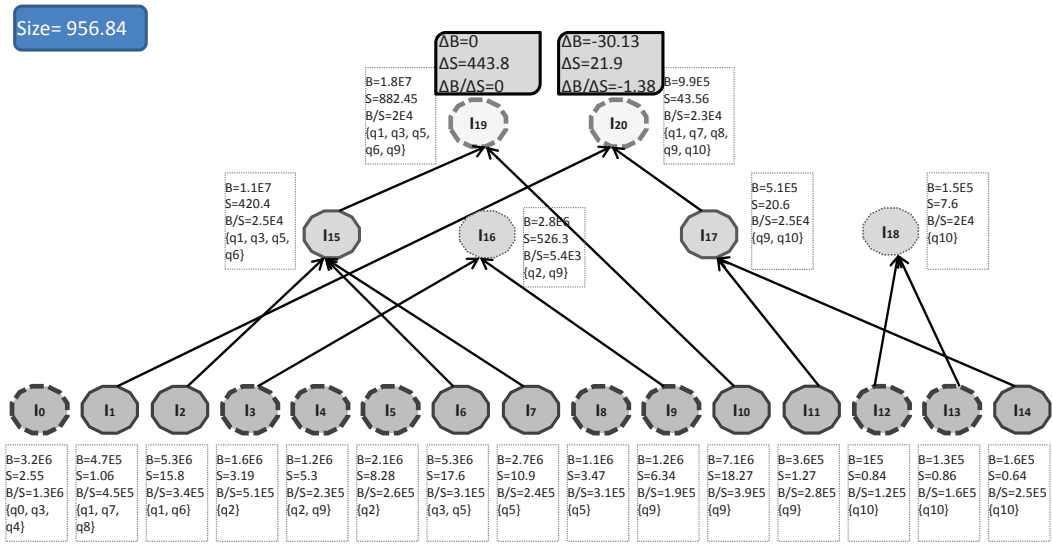 Size= 956.84
ΔB=0
ΔS=443.8
ΔB/ΔS=0
ΔB=-30.13
ΔS=21.9
ΔB/ΔS=-1.38
B=1.8E7
S=882.45
B/S=2E4
{q1, q3, q5,
q6, q9}
I19
I20
B=9.9E5
S=43.56
B/S=2.3E4
{q1, q7, q8,
q9, q10}
B=1.1E7
S=420.4
B/S=2.5E4
{q1, q3, q5,
q6}
I15
I16
B=2.8E6
S=526.3
B/S=5.4E3
{q2, q9}
I17
B=5.1E5
S=20.6
B/S=2.5E4
{q9, q10}
I18
B=1.5E5
S=7.6
B/S=2E4
{q10}
I0
I1
I2
I3
I4
I5
I6
I7
I8
I9
I10
I11
I12
I13
I14
B=3.2E6
S=2.55
B/S=1.3E6
{q0, q3,
q4}
B=4.7E5
S=1.06
B/S=4.5E5
{q1, q7,
q8}
B=5.3E6
S=15.8
B/S=3.4E5
{q1, q6}
B=1.6E6
S=3.19
B/S=5.1E5
{q2}
B=1.2E6
S=5.3
B/S=2.3E5
{q2, q9}
B=2.1E6
S=8.28
B/S=2.6E5
{q2}
B=5.3E6
S=17.6
B/S=3.1E5
{q3, q5}
B=2.7E6
S=10.9
B/S=2.4E5
{q5}
B=1.1E6
S=3.47
B/S=3.1E5
{q5}
B=1.2E6
S=6.34
B/S=1.9E5
{q9}
B=7.1E6
S=18.27
B/S=3.9E5
{q9}
B=3.6E5
S=1.27
B/S=2.8E5
{q9}
B=1E5
S=0.84
B/S=1.2E5
{q10}
B=1.3E5
S=0.86
B/S=1.6E5
{q10}
B=1.6E5
S=0.64
B/S=2.5E5
{q10}